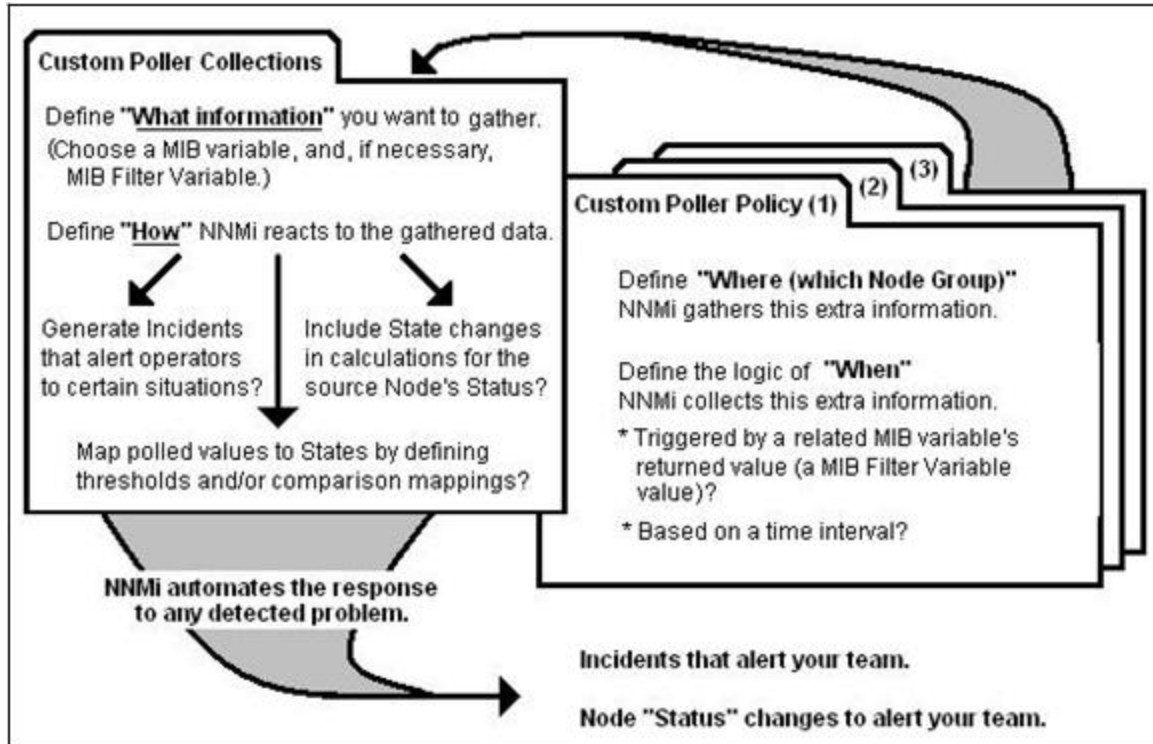 Custom Poller Collections
Define "What information" you want to gather.
(Choose a MIB variable, and, if necessary,
MIB Filter Variable.)
Define "How" NNMi reacts to the gathered data.
Generate Incidents
that alert operators
to certain situations?
Include State changes
in calculations for the
source Node's Status?
Map polled values to States by defining
thresholds and/or comparison mappings?
(3)
(2)
Custom Poller Policy (1)
Define "Where (which Node Group)"
NNMi gathers this extra information.
Define the logic of "When"
NNMi collects this extra information.
* Triggered by a related MIB variable's
returned value (a MIB Filter Variable
value)?
* Based on a time interval?
NNMi automates the response
to any detected problem.
Incidents that alert your team.
Node "Status" changes to alert your team.